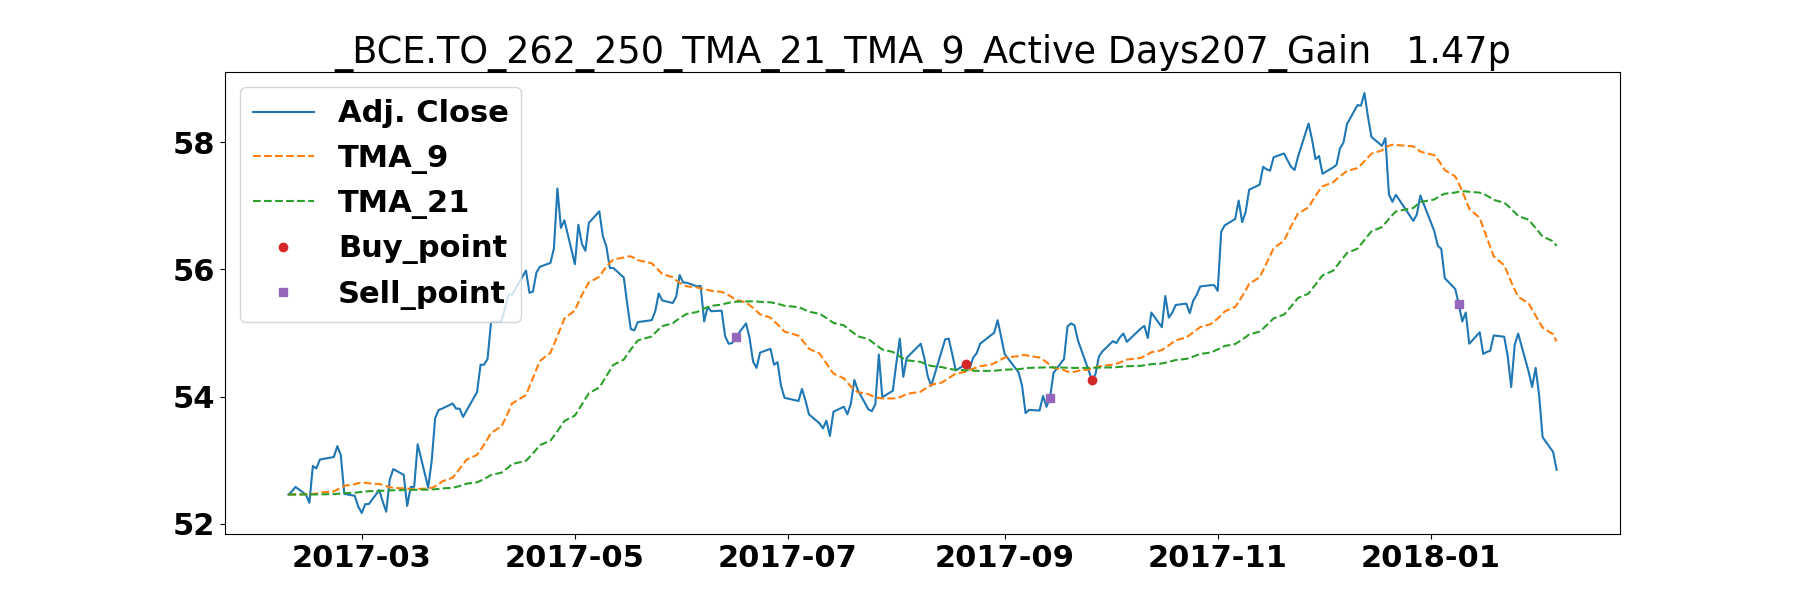 _BCE.TO_262_250_TMA_21_TMA_9_Active Days207_Gain   1.47p
Adj. Close
TMA_9
TMA_21
Buy_point
Sell_point
58
56
54
52
2017-03 2017-05 2017-07 2017-09 2017-11 2018-01